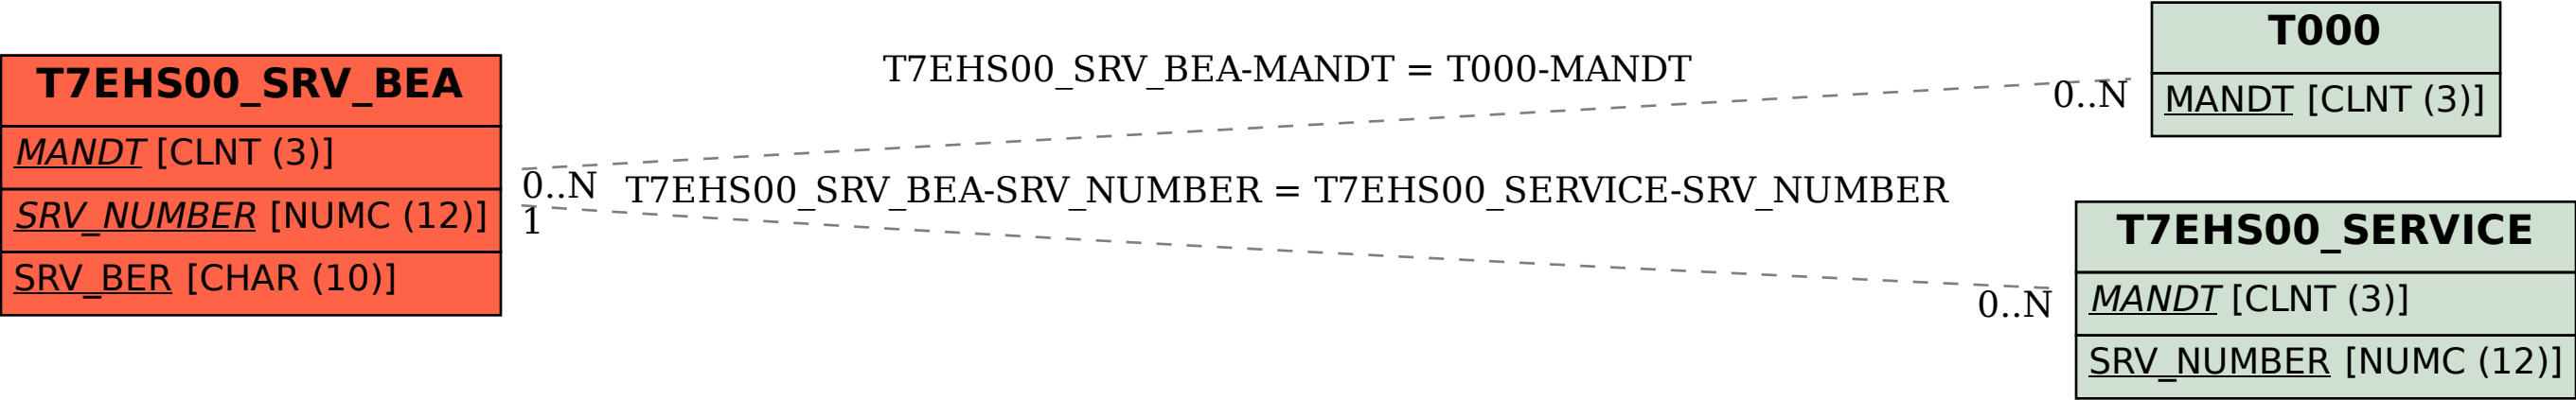 T7EHS00_SRV_BEA
MANDT [CLNT (3)]
SRV_NUMBER [NUMC (12)]
SRV_BER [CHAR (10)]
T7EHS00_SRV_BEA-MANDT = T000-MANDT
0..N
0..N
T7EHS00_SRV_BEA-SRV_NUMBER = T7EHS00_SERVICE-SRV_NUMBER
1
0..N
T000
MANDT [CLNT (3)]
T7EHS00_SERVICE
MANDT [CLNT (3)]
SRV_NUMBER [NUMC (12)]